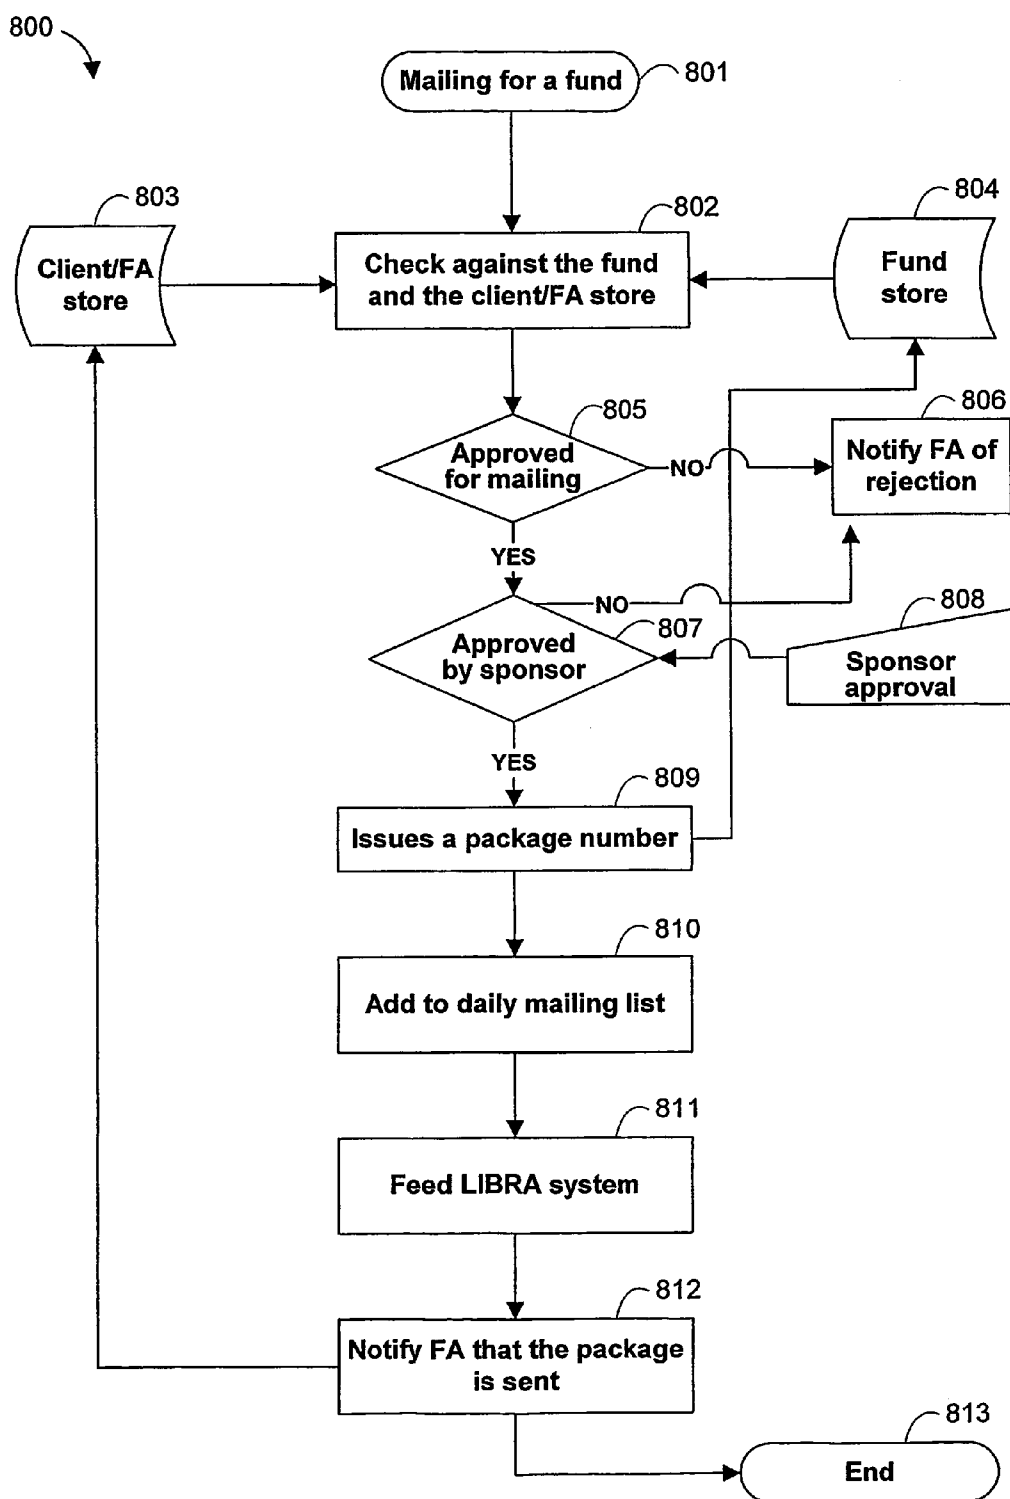 800
Mailing for a fund
801
803
802
804
Client/FA
store
Check against the fund
and the client/FA store
Fund
store
805
806
Approved
for mailing
NO
Notify FA of
rejection
YES
NO
808
807
Approved
by sponsor
Sponsor
approval
YES
809
Issues a package number
810
Add to daily mailing list
811
Feed LIBRA system
812
Notify FA that the package
is sent
813
End